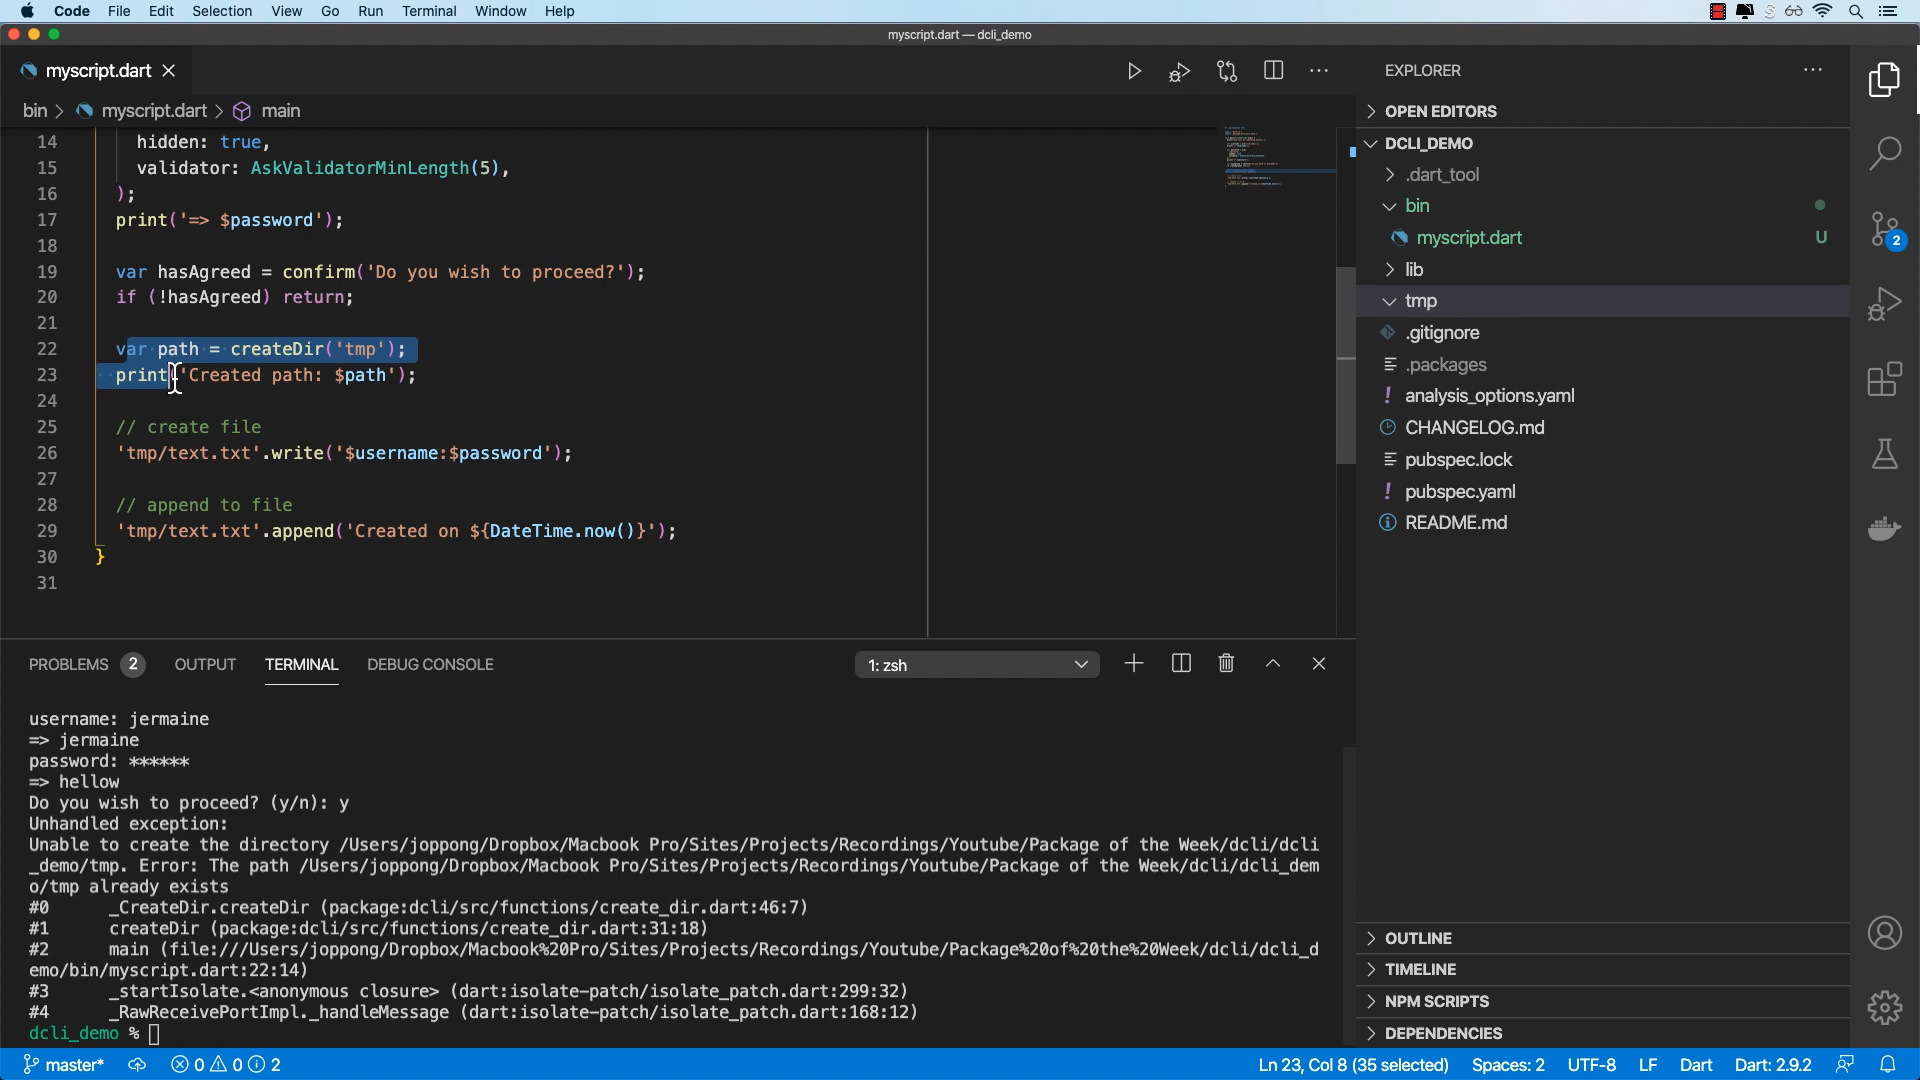 Code File Edit Selection View Go Run Terminal Window Help
myscript.dart — dcli_demo
myscript.dart
bin > myscript.dart > main
14 hidden: true,
15 validator: AskValidatorMinLength(5),
16 );
17 print('=> $password');
18
19 var hasAgreed = confirm('Do you wish to proceed?');
20 if (!hasAgreed) return;
21
22 var path = createDir('tmp');
23 print('Created path: $path');
24
25 // create file
26 'tmp/text.txt'.write('$username:$password');
27
28 // append to file
29 'tmp/text.txt'.append('Created on ${DateTime.now()}');
30 }
31
EXPLORER
OPEN EDITORS
DCLI_DEMO
.dart_tool
bin
myscript.dart U
lib
tmp
.gitignore
.packages
analysis_options.yaml
CHANGELOG.md
pubspec.lock
pubspec.yaml
README.md
OUTLINE
TIMELINE
NPM SCRIPTS
DEPENDENCIES
2
PROBLEMS 2 OUTPUT TERMINAL DEBUG CONSOLE 1: zsh
username: jermaine
=> jermaine
password: ******
=> hellow
Do you wish to proceed? (y/n): y
Unhandled exception:
Unable to create the directory /Users/joppong/Dropbox/Macbook Pro/Sites/Projects/Recordings/Youtube/Package of the Week/dcli/dcli
_demo/tmp. Error: The path /Users/joppong/Dropbox/Macbook Pro/Sites/Projects/Recordings/Youtube/Package of the Week/dcli/dcli_dem
o/tmp already exists
#0 _CreateDir.createDir (package:dcli/src/functions/create_dir.dart:46:7)
#1 createDir (package:dcli/src/functions/create_dir.dart:31:18)
#2 main (file:///Users/joppong/Dropbox/Macbook%20Pro/Sites/Projects/Recordings/Youtube/Package%20of%20the%20Week/dcli/dcli_d
emo/bin/myscript.dart:22:14)
#3 _startIsolate.<anonymous closure> (dart:isolate-patch/isolate_patch.dart:299:32)
#4 _RawReceivePortImpl._handleMessage (dart:isolate-patch/isolate_patch.dart:168:12)
dcli_demo %
master* 0 0 2 Ln 23, Col 8 (35 selected) Spaces: 2 UTF-8 LF Dart Dart: 2.9.2